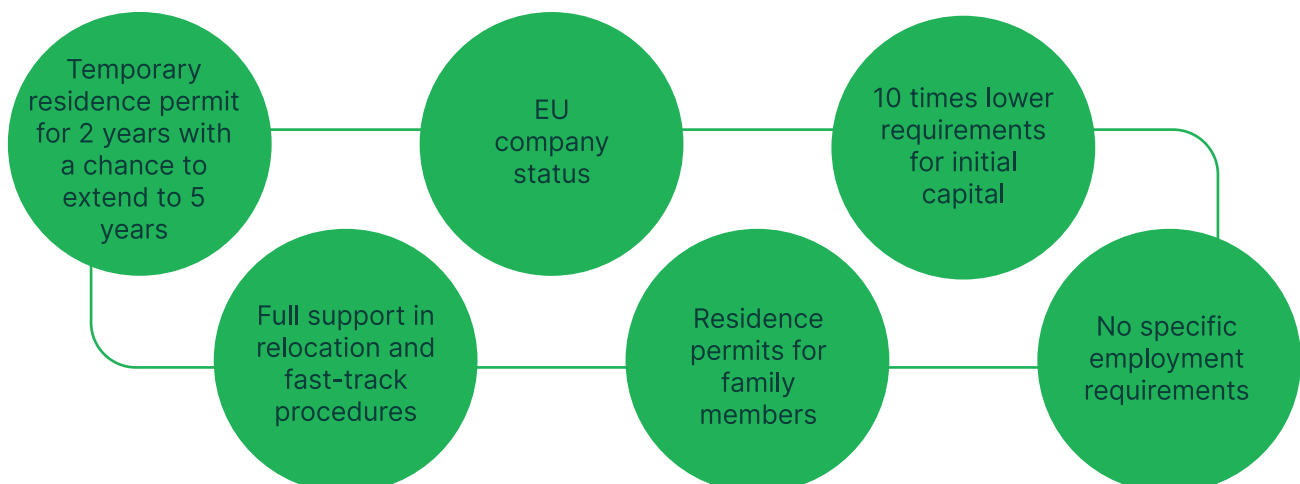 Temporary
residence permit
for 2 years with
a chance to
extend to 5
years
EU
company
status
10 times lower
requirements
for initial
capital
Full support in
relocation and
fast-track
procedures
Residence
permits for
family
members
No specific
employment
requirements